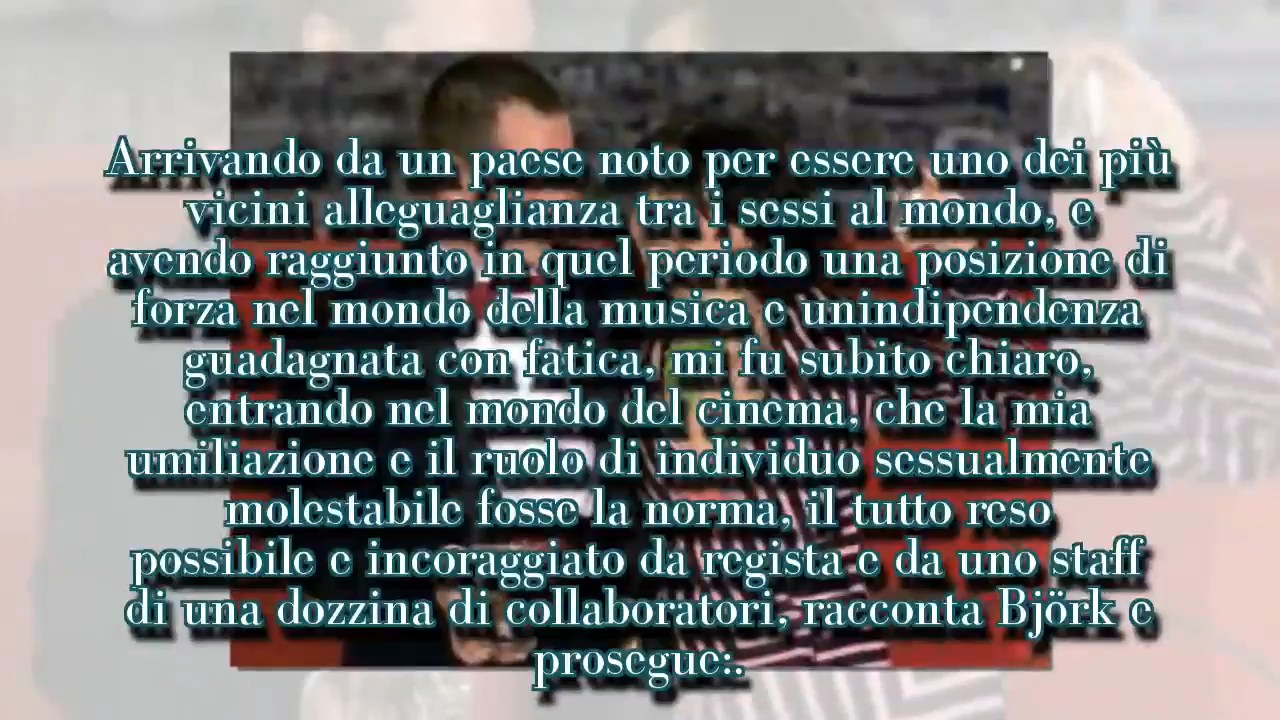 Arrivando da un paese noto per essere uno dei più
vicini alleguaglianza tra i sessi al mondo, e
avendo raggiunto in quel periodo una posizione di
forza nel mondo della musica e unindipendenza
guadagnata con fatica, mi fu subito chiaro,
entrando nel mondo del cinema, che la mia
umiliazione e il ruolo di individuo sessualmente
molestabile fosse la norma, il tutto reso
possibile e incoraggiato da regista e da uno staff
di una dozzina di collaboratori, racconta Björk e
prosegue:.